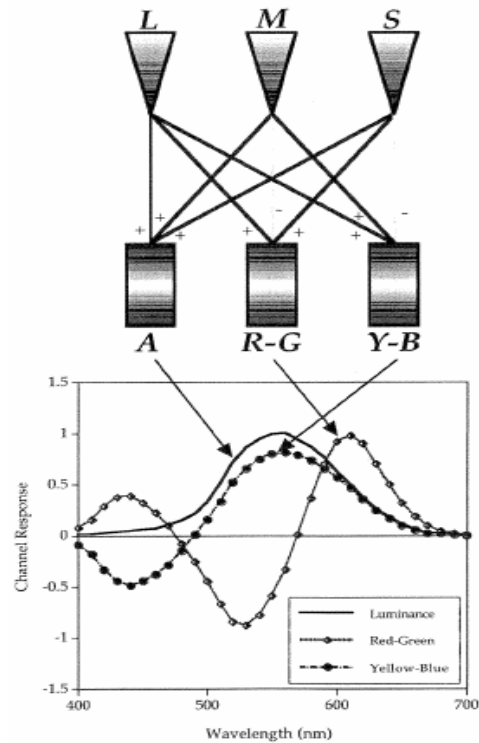 L M S
-
-
+
+
+
+
+
+
+
A R-G Y-B
1.5
1
0.5
0
-0.5
-1
-1.5
Channel Response
Luminance
Red-Green
Yellow-Blue
400 500 600 700
Wavelength (nm)